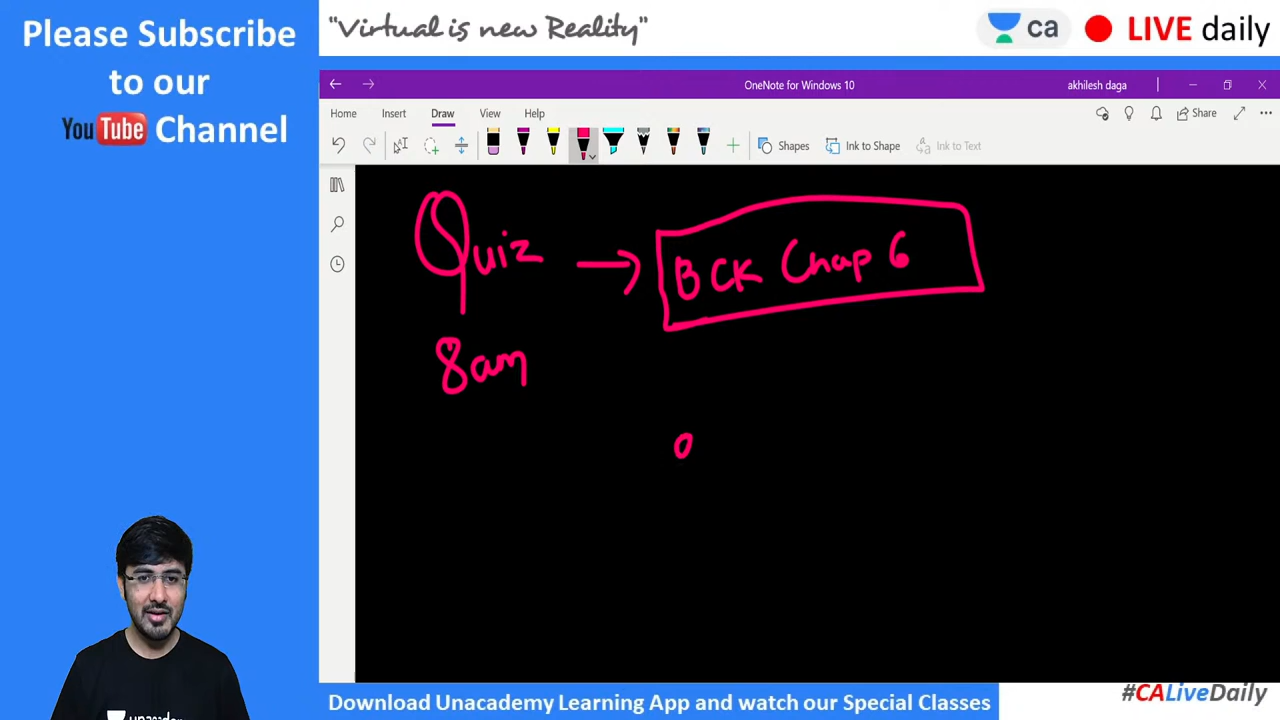 Please Subscribe
to our
YouTube Channel
"Virtual is new Reality"
ca
LIVE daily
OneNote for Windows 10
akhilesh daga
Home Insert Draw View Help
Share
Shapes
Ink to Shape
Ink to Text
Quiz → BCK Chap 6
8am
o
unacademy
Download Unacademy Learning App and watch our Special Classes
#CALiveDaily